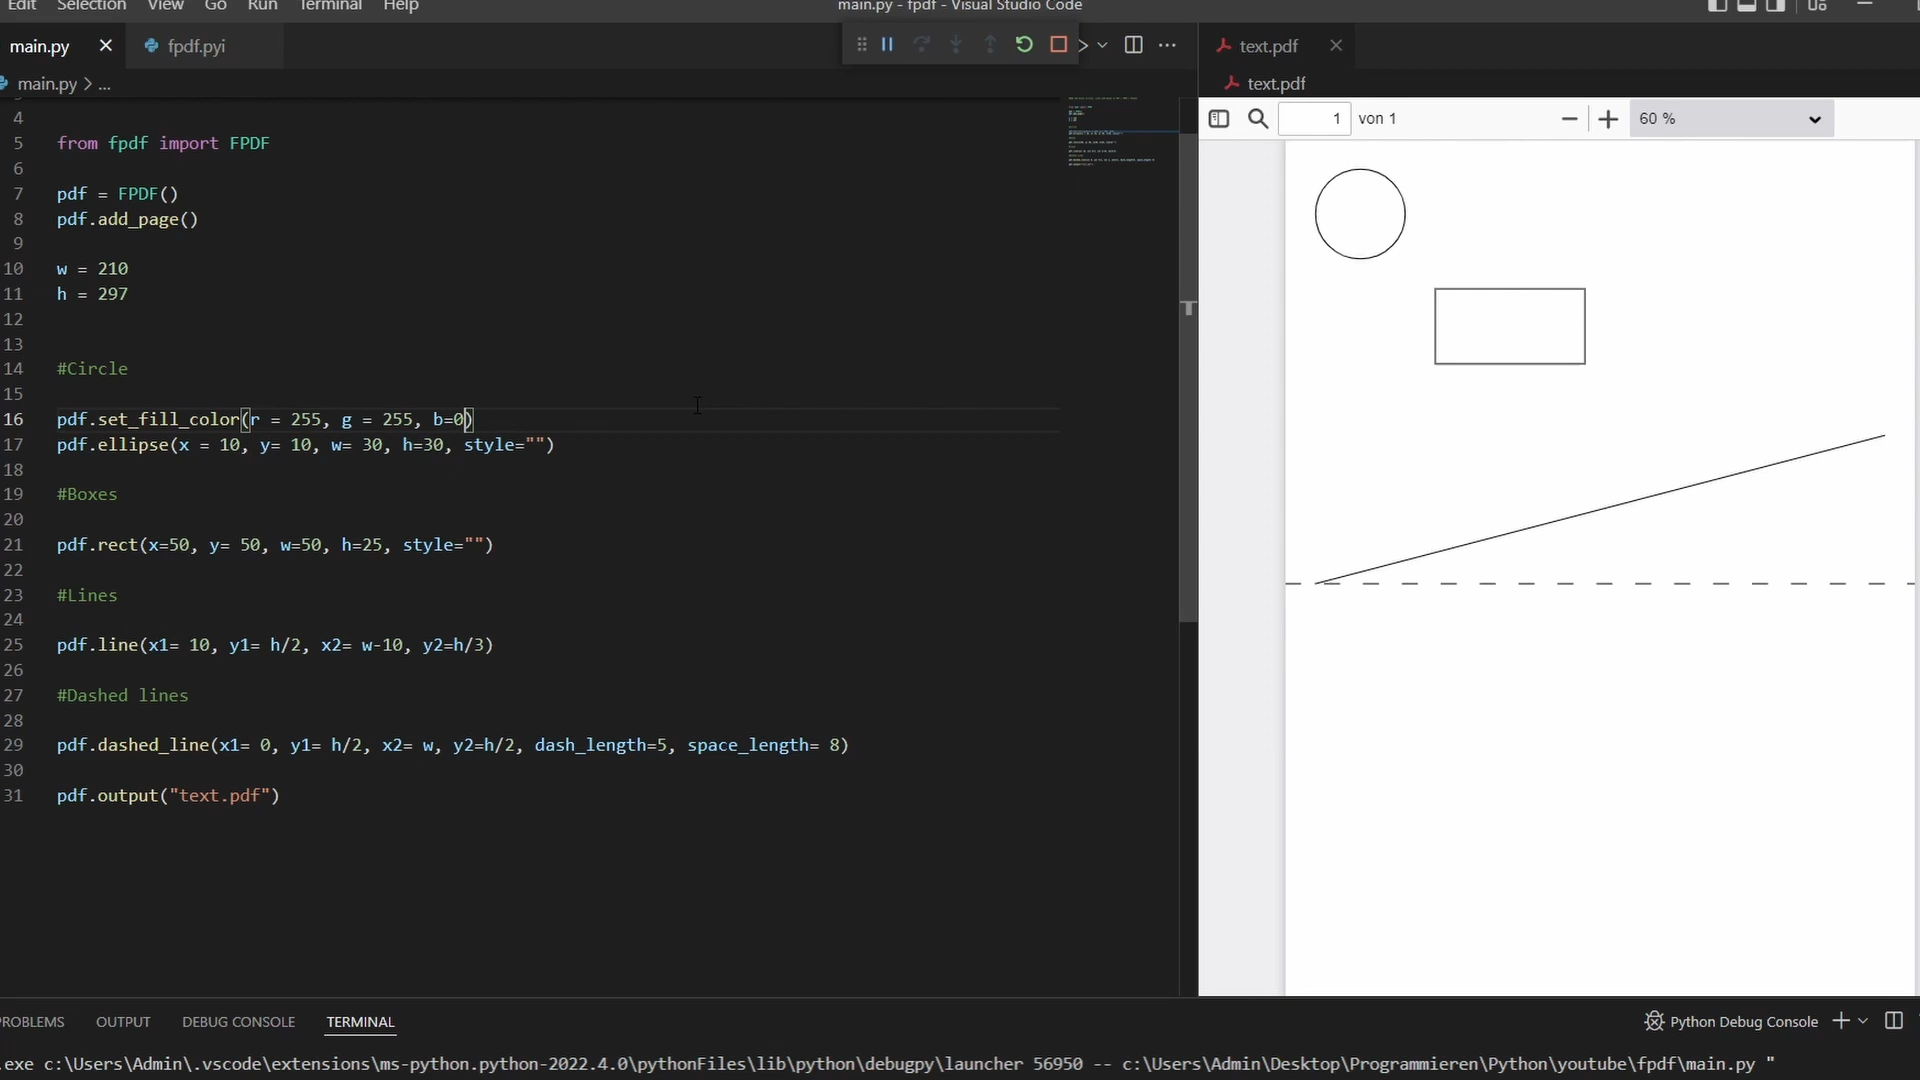 Edit Selection View Go Run Terminal Help
main.py - fpdf - Visual Studio Code
main.py
fpdf.pyi
text.pdf
main.py > ...
text.pdf
1 von 1
60 %
4
5 from fpdf import FPDF
6
7 pdf = FPDF()
8 pdf.add_page()
9
10 w = 210
11 h = 297
12
13
14 #Circle
15
16 pdf.set_fill_color(r = 255, g = 255, b=0)
17 pdf.ellipse(x = 10, y= 10, w= 30, h=30, style="")
18
19 #Boxes
20
21 pdf.rect(x=50, y= 50, w=50, h=25, style="")
22
23 #Lines
24
25 pdf.line(x1= 10, y1= h/2, x2= w-10, y2=h/3)
26
27 #Dashed lines
28
29 pdf.dashed_line(x1= 0, y1= h/2, x2= w, y2=h/2, dash_length=5, space_length= 8)
30
31 pdf.output("text.pdf")
PROBLEMS OUTPUT DEBUG CONSOLE TERMINAL
Python Debug Console
.exe c:\Users\Admin\.vscode\extensions\ms-python.python-2022.4.0\pythonFiles\lib\python\debugpy\launcher 56950 -- c:\Users\Admin\Desktop\Programmieren\Python\youtube\fpdf\main.py "